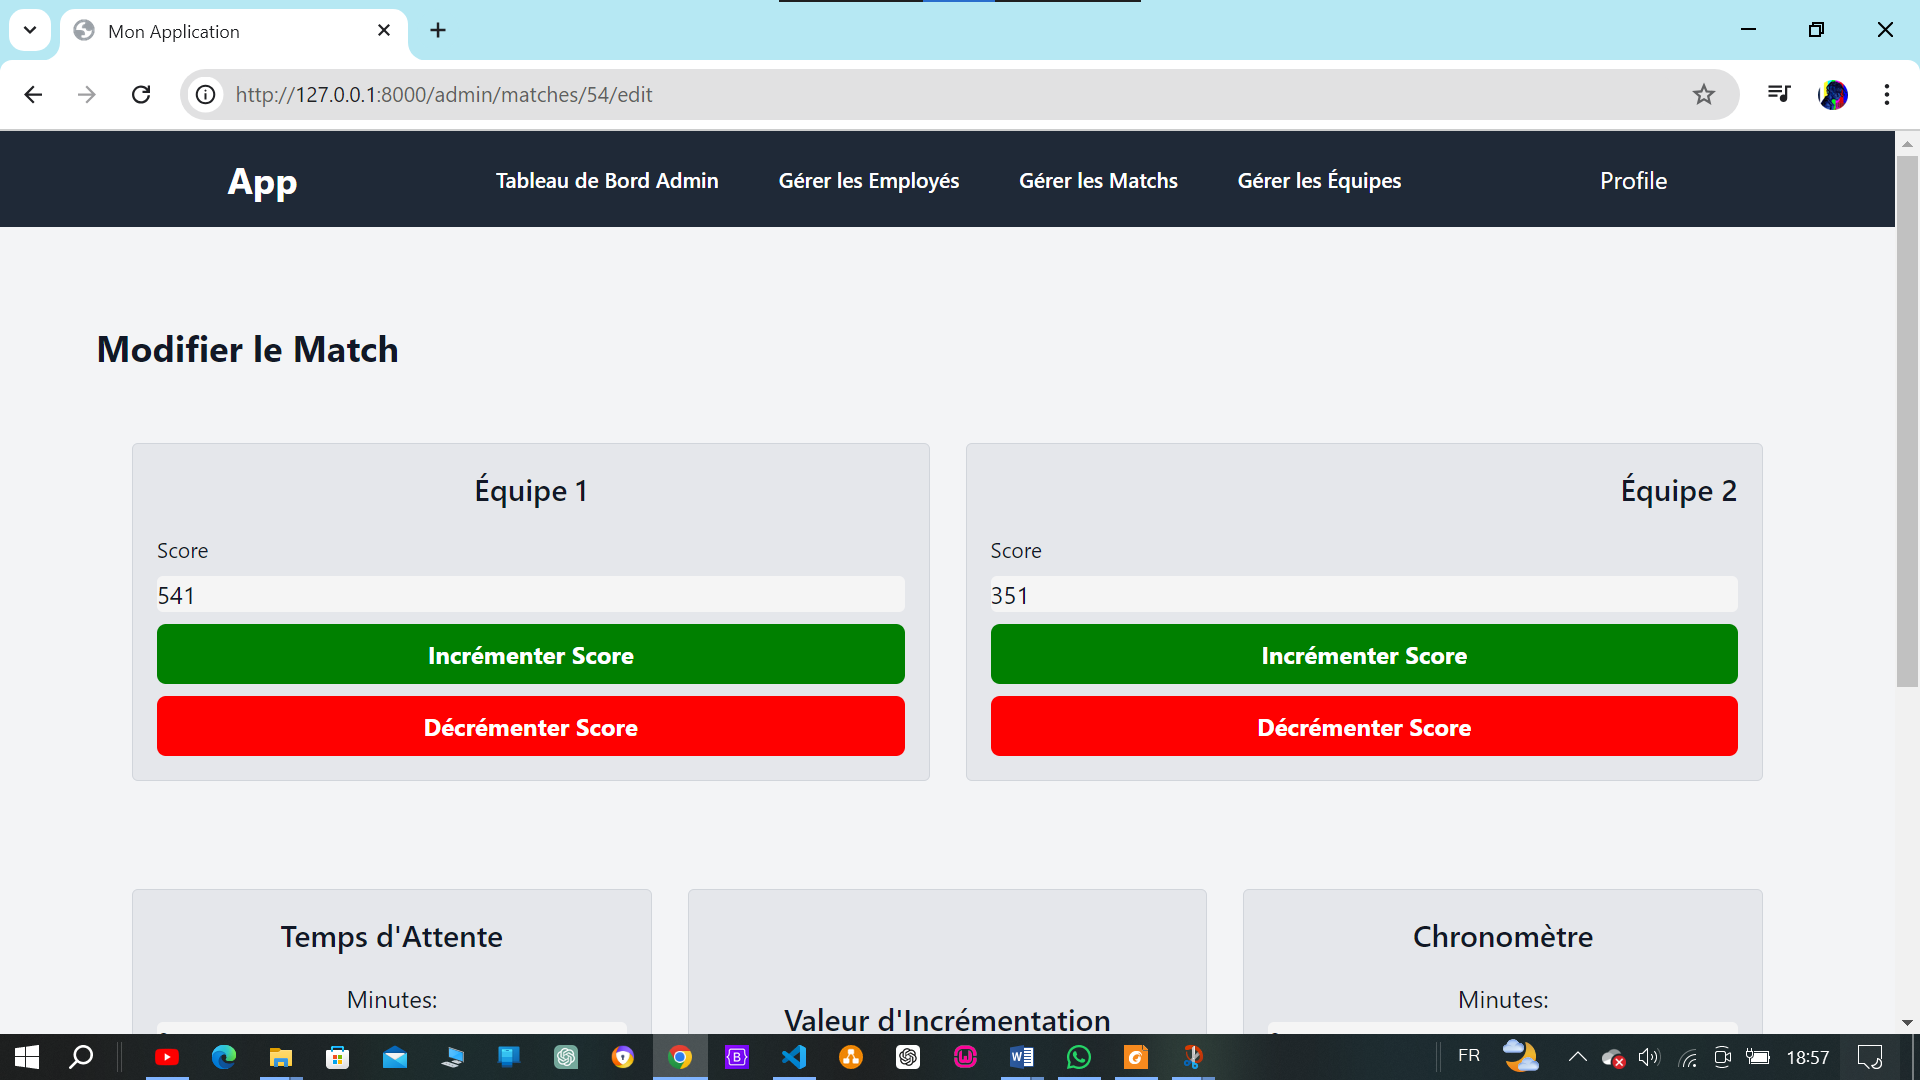 Mon Application
http://127.0.0.1:8000/admin/matches/54/edit
App
Tableau de Bord Admin
Gérer les Employés
Gérer les Matchs
Gérer les Équipes
Profile
Modifier le Match
Équipe 1
Score
541
Incrémenter Score
Décrémenter Score
Équipe 2
Score
351
Incrémenter Score
Décrémenter Score
Temps d'Attente
Minutes:
Valeur d'Incrémentation
Chronomètre
Minutes:
FR
18:57